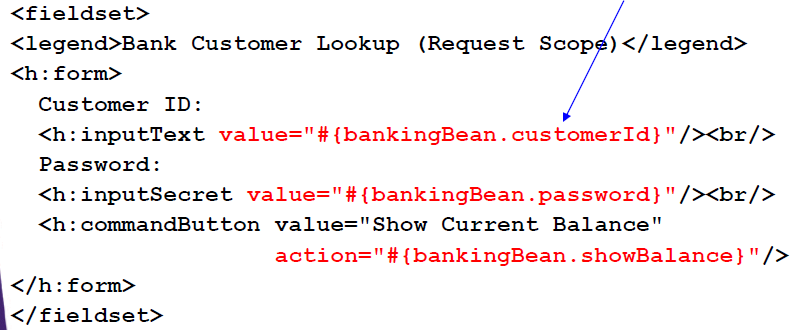 <fieldset>
<legend>Bank Customer Lookup (Request Scope)</legend>
<h:form>
  Customer ID:
  <h:inputText value="#{bankingBean.customerId}"/><br/>
  Password:
  <h:inputSecret value="#{bankingBean.password}"/><br/>
  <h:commandButton value="Show Current Balance"
                   action="#{bankingBean.showBalance}"/>
</h:form>
</fieldset>